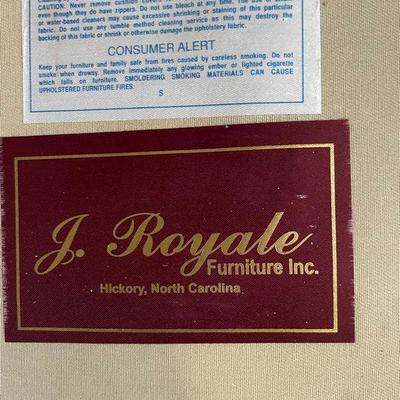 CAUTION: Never remove cushion covers
even though they do have zippers. Do not use bleach at any time.
or water-based cleaners may cause excessive shrinking or staining of this particular
fabric. Do not use any tumble method cleaning service as this may destroy the
backing of this fabric or shrink or otherwise damage the upholstery fabric.
CONSUMER ALERT
Keep your furniture and family safe from fires caused by careless smoking. Do not
smoke when drowsy. Remove immediately any glowing ember or lighted cigarette
which falls on furniture. SMOLDERING SMOKING MATERIALS CAN CAUSE
UPHOLSTERED FURNITURE FIRES.
S
J. Royale
Furniture Inc.
Hickory, North Carolina